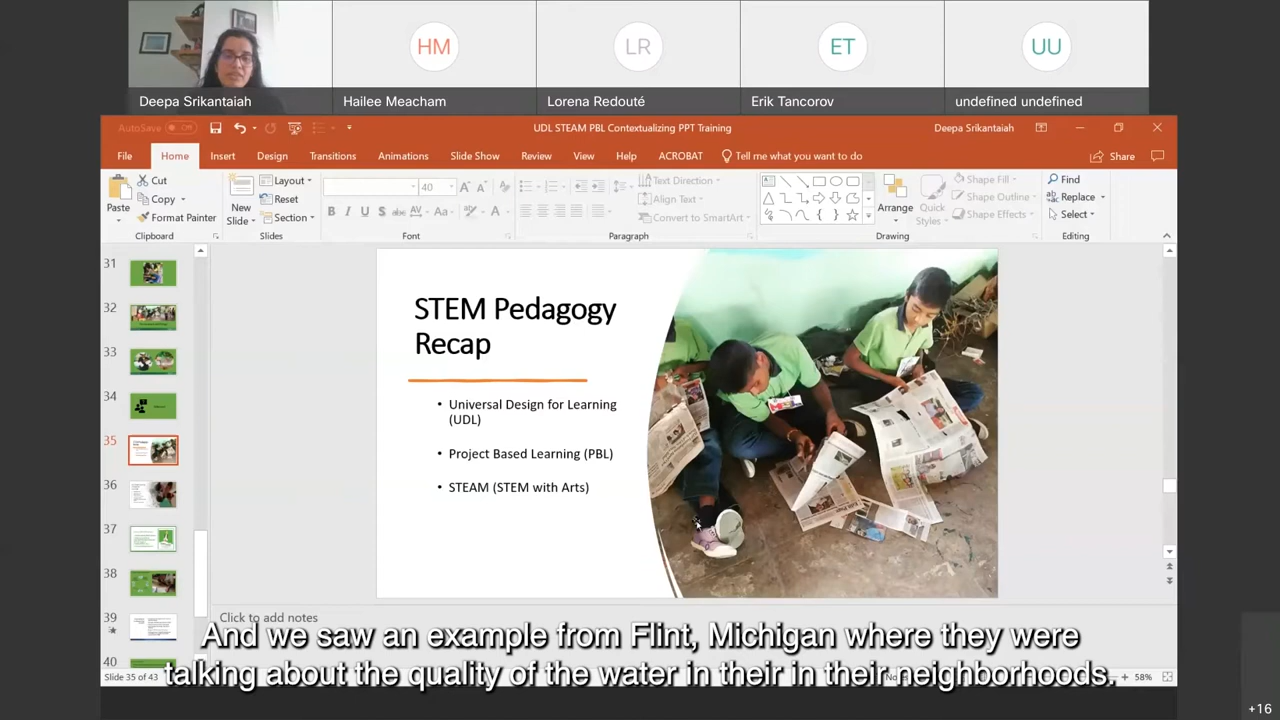 HM
LR
ET
UU
Deepa Srikantaiah
Hailee Meacham
Lorena Redouté
Erik Tancorov
undefined undefined
AutoSave
Off
UDL STEAM PBL Contextualizing PPT Training
Deepa Srikantaiah
File
Home
Insert
Design
Transitions
Animations
Slide Show
Review
View
Help
ACROBAT
Tell me what you want to do
Share
Paste
Cut
Copy
Format Painter
Clipboard
New
Slide
Layout
Reset
Section
Slides
40
B I U S abc AV Aa
Font
Text Direction
Align Text
Convert to SmartArt
Paragraph
Arrange
Quick
Styles
Shape Fill
Shape Outline
Shape Effects
Drawing
Find
Replace
Select
Editing
31
32
33
34
35
36
37
38
39
40
STEM Pedagogy
Recap
• Universal Design for Learning
(UDL)
• Project Based Learning (PBL)
• STEAM (STEM with Arts)
Click to add notes
And we saw an example from Flint, Michigan where they were
talking about the quality of the water in their in their neighborhoods.
Slide 35 of 43
58%
+16